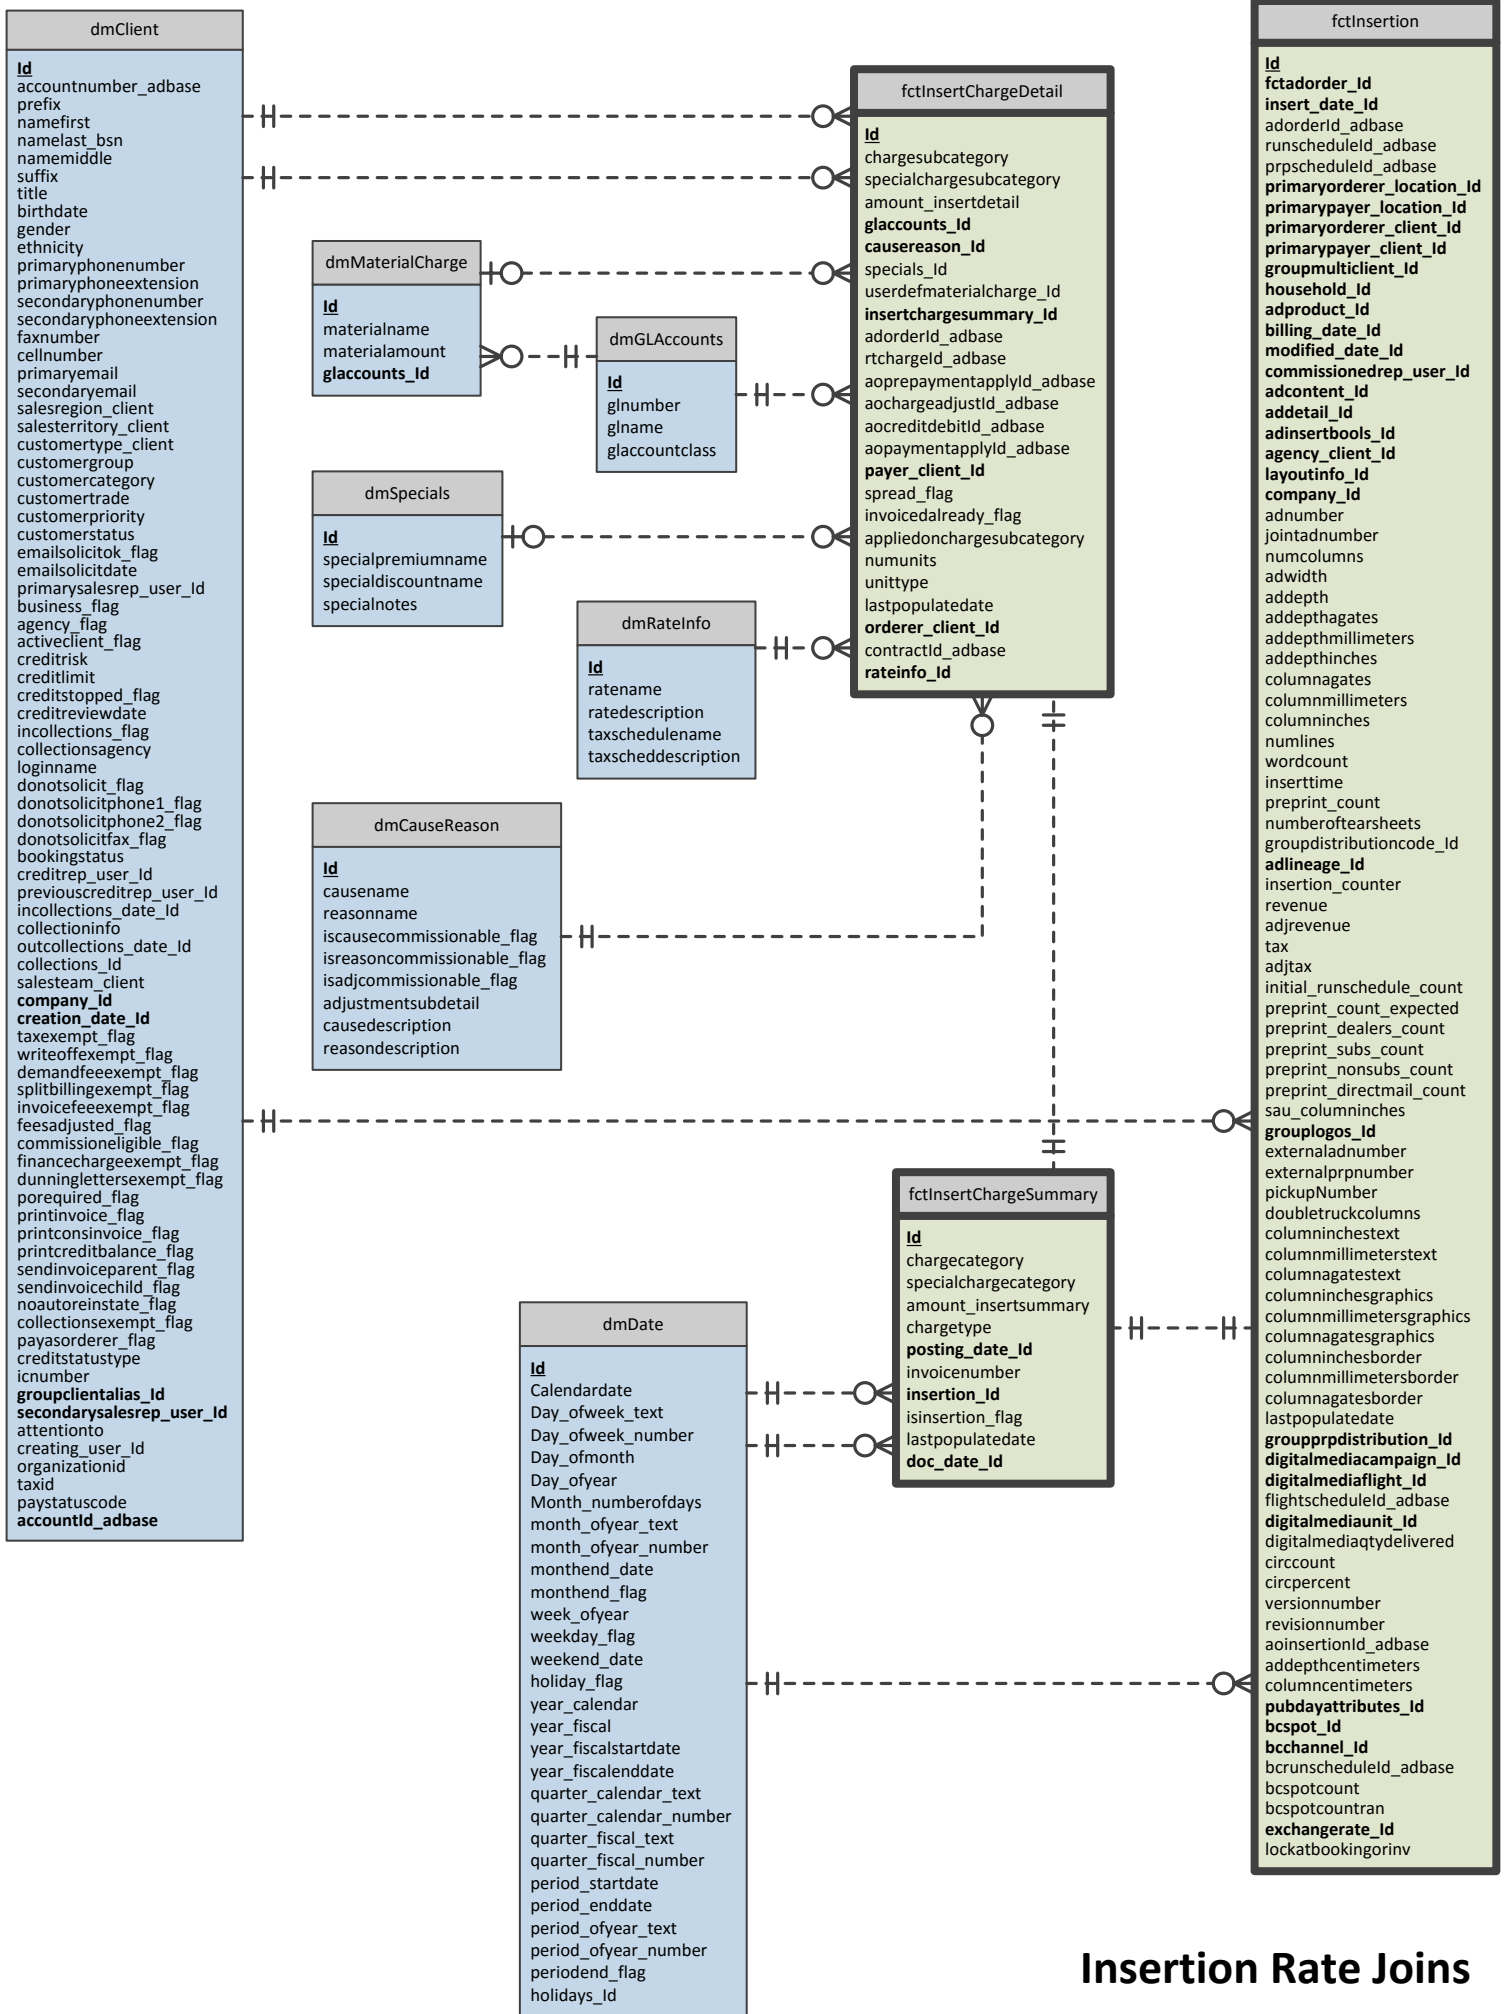 dmClient
Id
accountnumber_adbase
prefix
namefirst
namelast_bsn
namemiddle
suffix
title
birthdate
gender
ethnicity
primaryphonenumber
primaryphoneextension
secondaryphonenumber
secondaryphoneextension
faxnumber
cellnumber
primaryemail
secondaryemail
salesregion_client
salesterritory_client
customertype_client
customergroup
customercategory
customertrade
customerpriority
customerstatus
emailsolicitok_flag
emailsolicitdate
primarysalesrep_user_Id
business_flag
agency_flag
activeclient_flag
creditrisk
creditlimit
creditstopped_flag
creditreviewdate
incollections_flag
collectionsagency
loginname
donotsolicit_flag
donotsolicitphone1_flag
donotsolicitphone2_flag
donotsolicitfax_flag
bookingstatus
creditrep_user_Id
previouscreditrep_user_Id
incollections_date_Id
collectioninfo
outcollections_date_Id
collections_Id
salesteam_client
company_Id
creation_date_Id
taxexempt_flag
writeoffexempt_flag
demandfeeexempt_flag
splitbillingexempt_flag
invoicefeeexempt_flag
feesadjusted_flag
commissioneligible_flag
financechargeexempt_flag
dunninglettersexempt_flag
porequired_flag
printinvoice_flag
printconsinvoice_flag
printcreditbalance_flag
sendinvoiceparent_flag
sendinvoicechild_flag
noautoreinstate_flag
collectionsexempt_flag
payasorderer_flag
creditstatustype
icnumber
groupclientalias_Id
secondarysalesrep_user_Id
attentionto
creating_user_Id
organizationid
taxid
paystatuscode
accountId_adbase
dmMaterialCharge
Id
materialname
materialamount
glaccounts_Id
dmGLAccounts
Id
glnumber
glname
glaccountclass
dmSpecials
Id
specialpremiumname
specialdiscountname
specialnotes
dmRateInfo
Id
ratename
ratedescription
taxschedulename
taxscheddescription
dmCauseReason
Id
causename
reasonname
iscausecommissionable_flag
isreasoncommissionable_flag
isadjcommissionable_flag
adjustmentsubdetail
causedescription
reasondescription
dmDate
Id
Calendardate
Day_ofweek_text
Day_ofweek_number
Day_ofmonth
Day_ofyear
Month_numberofdays
month_ofyear_text
month_ofyear_number
monthend_date
monthend_flag
week_ofyear
weekday_flag
weekend_date
holiday_flag
year_calendar
year_fiscal
year_fiscalstartdate
year_fiscalenddate
quarter_calendar_text
quarter_calendar_number
quarter_fiscal_text
quarter_fiscal_number
period_startdate
period_enddate
period_ofyear_text
period_ofyear_number
periodend_flag
holidays_Id
fctInsertChargeDetail
Id
chargesubcategory
specialchargesubcategory
amount_insertdetail
glaccounts_Id
causereason_Id
specials_Id
userdefmaterialcharge_Id
insertchargesummary_Id
adorderId_adbase
rtchargeId_adbase
aoprepaymentapplyId_adbase
aochargeadjustId_adbase
aocreditdebitId_adbase
aopaymentapplyId_adbase
payer_client_Id
spread_flag
invoicedalready_flag
appliedonchargesubcategory
numunits
unittype
lastpopulatedate
orderer_client_Id
contractId_adbase
rateinfo_Id
fctInsertChargeSummary
Id
chargecategory
specialchargecategory
amount_insertsummary
chargetype
posting_date_Id
invoicenumber
insertion_Id
isinsertion_flag
lastpopulatedate
doc_date_Id
fctInsertion
Id
fctadorder_Id
insert_date_Id
adorderId_adbase
runscheduleId_adbase
prpscheduleId_adbase
primaryorderer_location_Id
primarypayer_location_Id
primaryorderer_client_Id
primarypayer_client_Id
groupmulticlient_Id
household_Id
adproduct_Id
billing_date_Id
modified_date_Id
commissionedrep_user_Id
adcontent_Id
addetail_Id
adinsertbools_Id
agency_client_Id
layoutinfo_Id
company_Id
adnumber
jointadnumber
numcolumns
adwidth
addepth
addepthagates
addepthmillimeters
addepthinches
columnagates
columnmillimeters
columninches
numlines
wordcount
inserttime
preprint_count
numberoftearsheets
groupdistributioncode_Id
adlineage_Id
insertion_counter
revenue
adjrevenue
tax
adjtax
initial_runschedule_count
preprint_count_expected
preprint_dealers_count
preprint_subs_count
preprint_nonsubs_count
preprint_directmail_count
sau_columninches
grouplogos_Id
externaladnumber
externalprpnumber
pickupNumber
doubletruckcolumns
columninchestext
columnmillimeterstext
columnagatestext
columninchesgraphics
columnmillimetersgraphics
columnagatesgraphics
columninchesborder
columnmillimetersborder
columnagatesborder
lastpopulatedate
groupprpdistribution_Id
digitalmediacampaign_Id
digitalmediaflight_Id
flightscheduleId_adbase
digitalmediaunit_Id
digitalmediaqtydelivered
circcount
circpercent
versionnumber
revisionnumber
aoinsertionId_adbase
addepthcentimeters
columncentimeters
pubdayattributes_Id
bcspot_Id
bcchannel_Id
bcrunscheduleId_adbase
bcspotcount
bcspotcountran
exchangerate_Id
lockatbookingorinv
Insertion Rate Joins